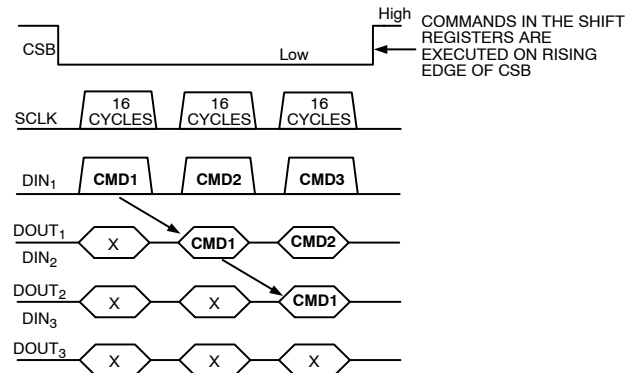 High
COMMANDS IN THE SHIFT
REGISTERS ARE
EXECUTED ON RISING
EDGE OF CSB
CSB
Low
SCLK
16
CYCLES
16
CYCLES
16
CYCLES
DIN₁
CMD1
CMD2
CMD3
DOUT₁
DIN₂
X
CMD1
CMD2
DOUT₂
DIN₃
X
X
CMD1
DOUT₃
X
X
X